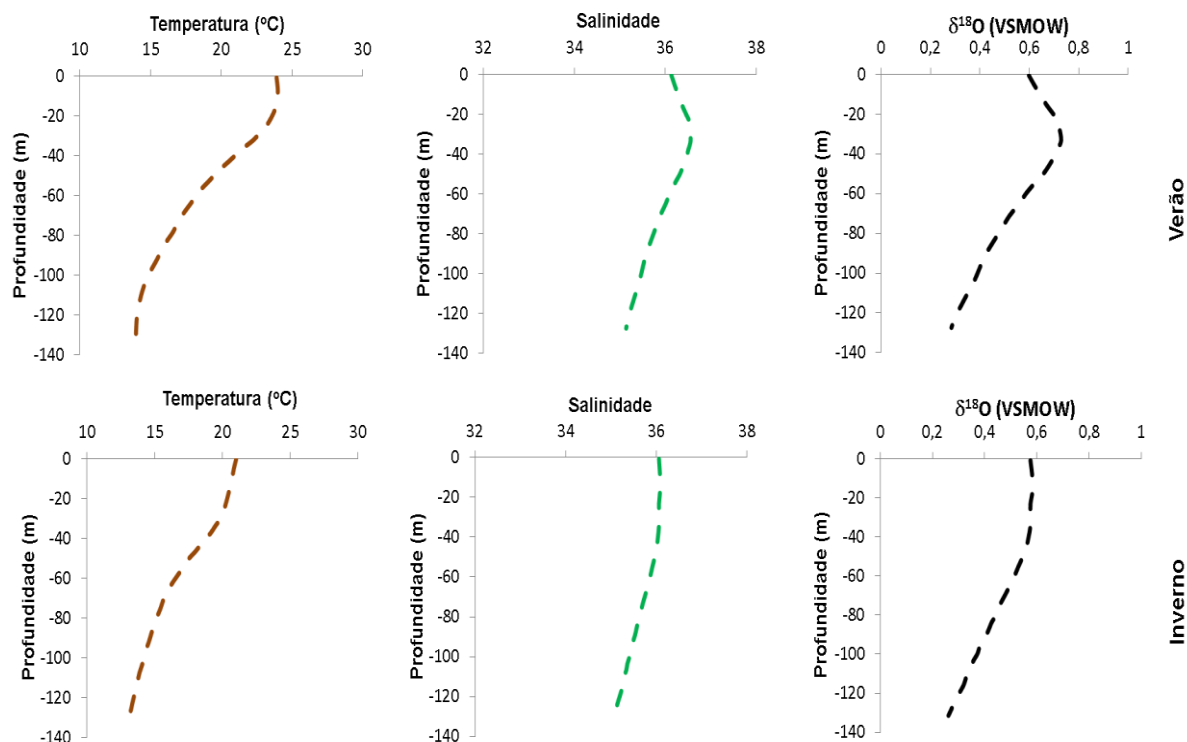 Temperatura (ºC)
10 15 20 25 30
Profundidade (m)
0
-20
-40
-60
-80
-100
-120
-140
Salinidade
32 34 36 38
Profundidade (m)
0
-20
-40
-60
-80
-100
-120
-140
δ¹⁸O (VSMOW)
0 0,2 0,4 0,6 0,8 1
Profundidade (m)
0
-20
-40
-60
-80
-100
-120
-140
Verão
Temperatura (ºC)
10 15 20 25 30
Profundidade (m)
0
-20
-40
-60
-80
-100
-120
-140
Salinidade
32 34 36 38
Profundidade (m)
0
-20
-40
-60
-80
-100
-120
-140
δ¹⁸O (VSMOW)
0 0,2 0,4 0,6 0,8 1
Profundidade (m)
0
-20
-40
-60
-80
-100
-120
-140
Inverno